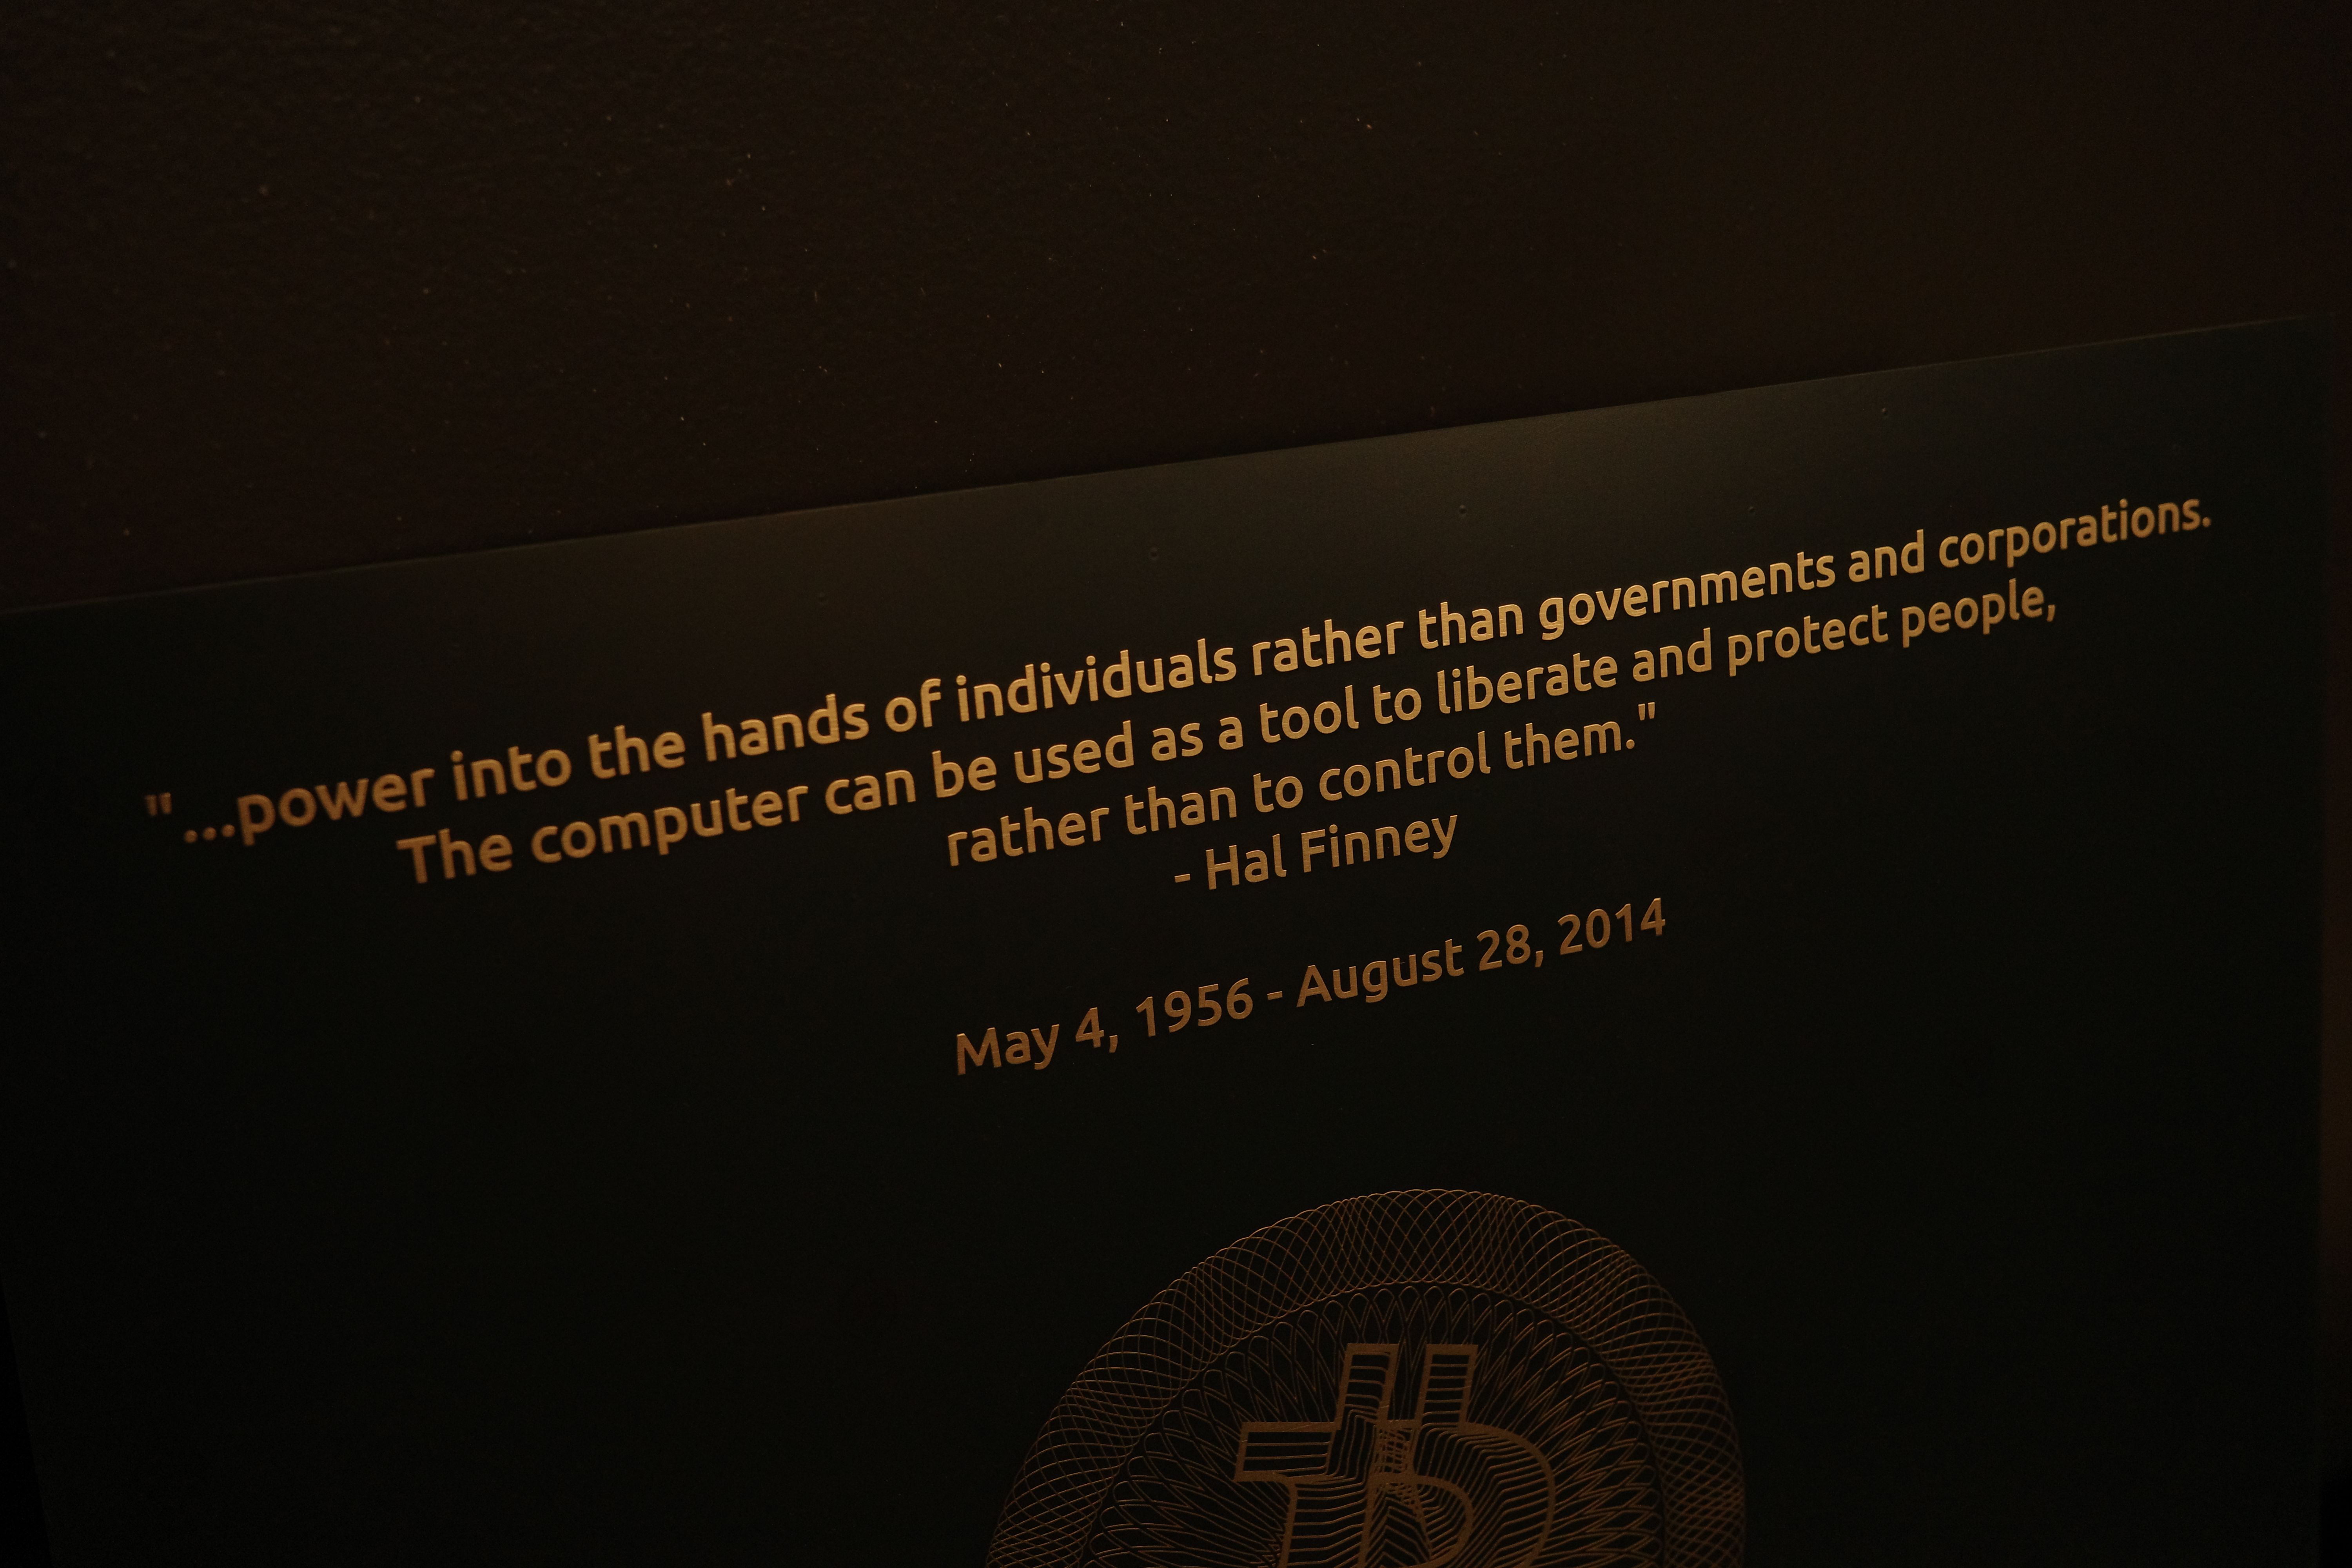 "...power into the hands of individuals rather than governments and corporations.
The computer can be used as a tool to liberate and protect people,
rather than to control them."
- Hal Finney
May 4, 1956 - August 28, 2014